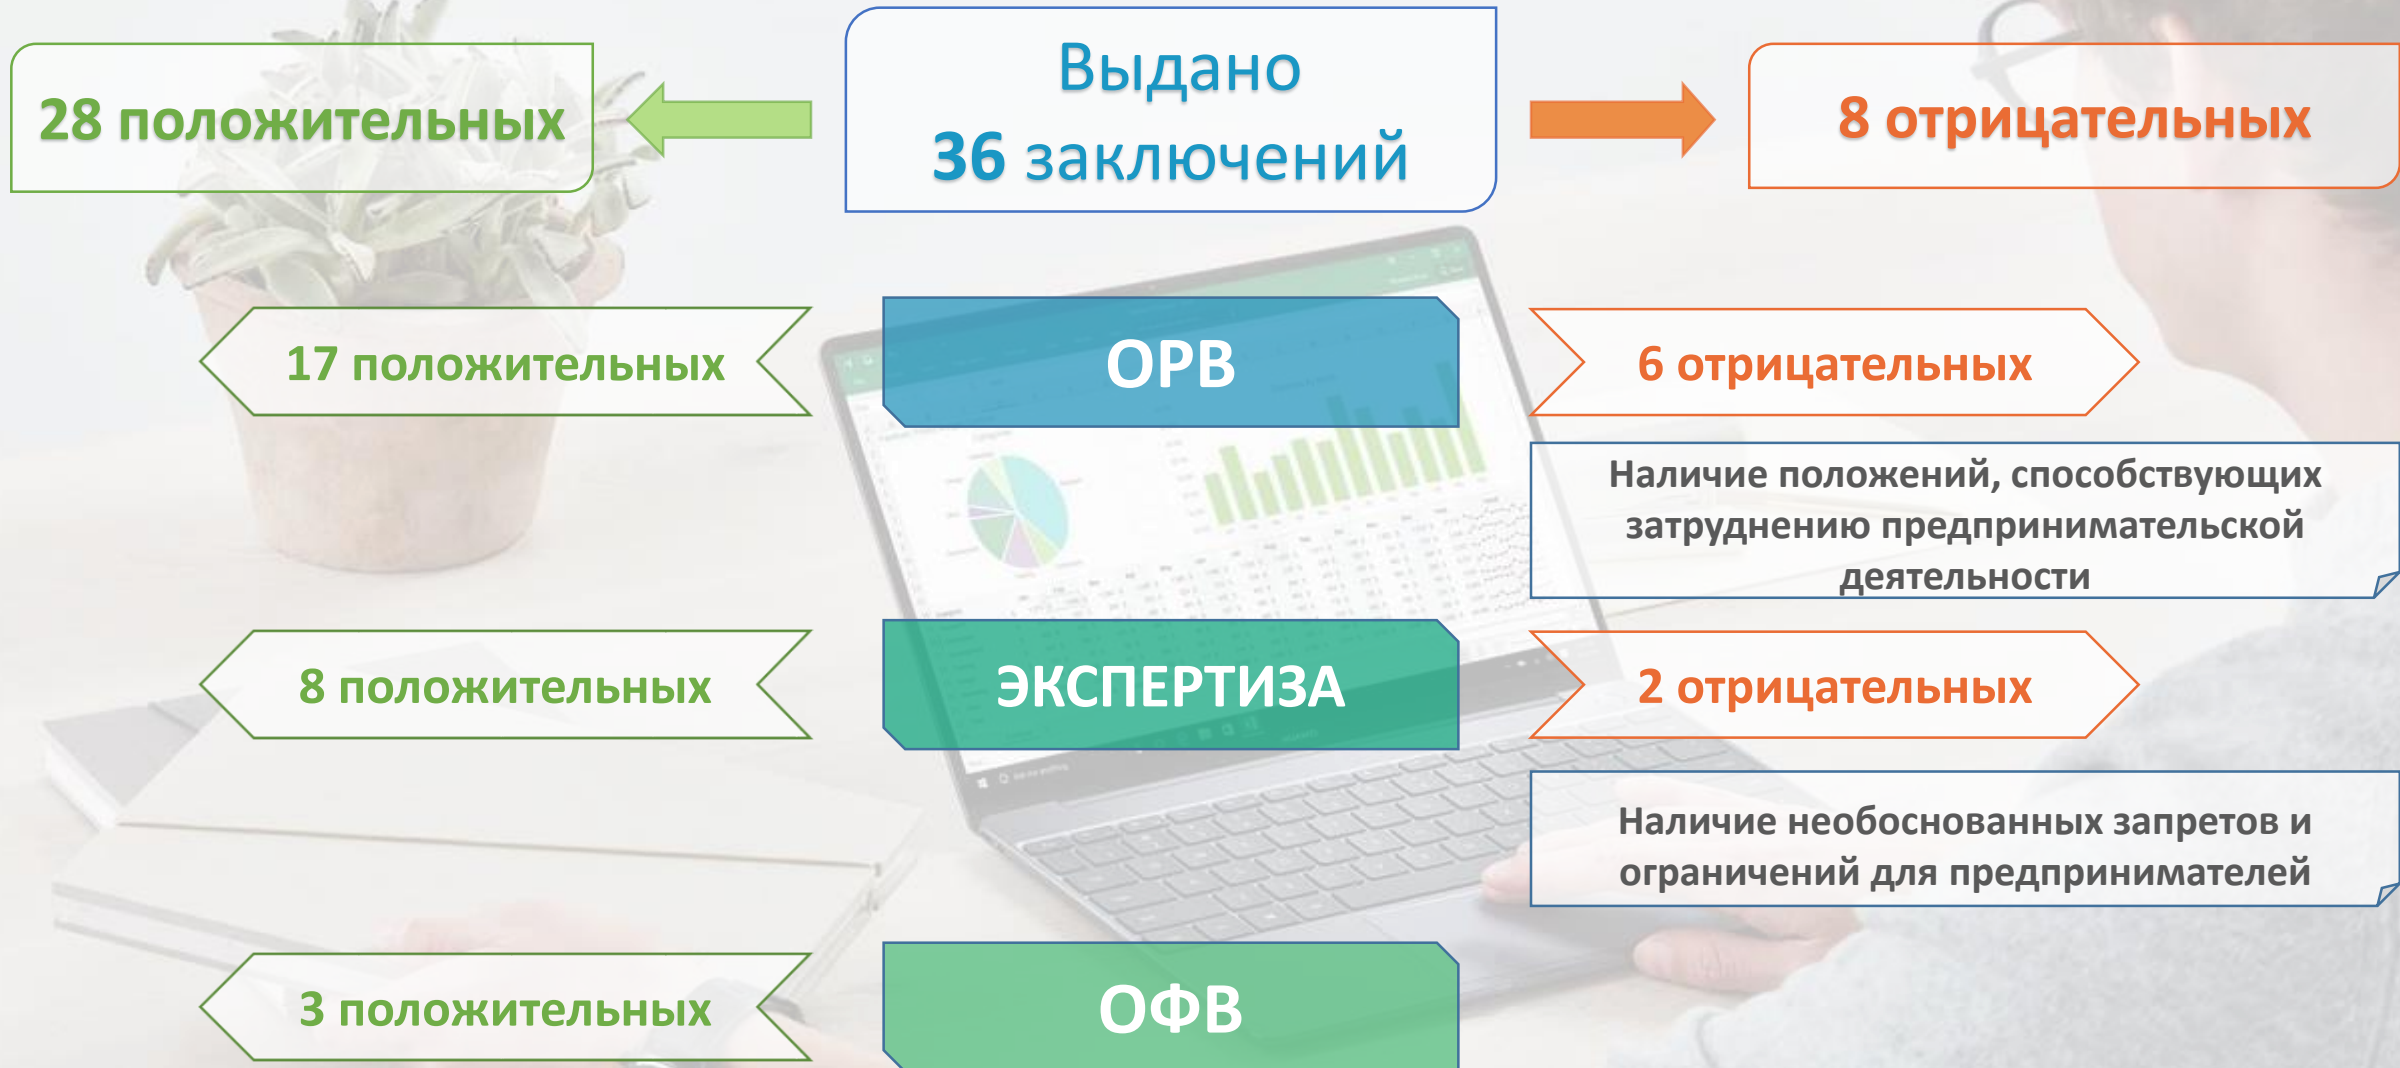 28 положительных
Выдано
36 заключений
8 отрицательных
17 положительных
ОРВ
6 отрицательных
Наличие положений, способствующих
затруднению предпринимательской
деятельности
8 положительных
ЭКСПЕРТИЗА
2 отрицательных
Наличие необоснованных запретов и
ограничений для предпринимателей
3 положительных
ОФВ